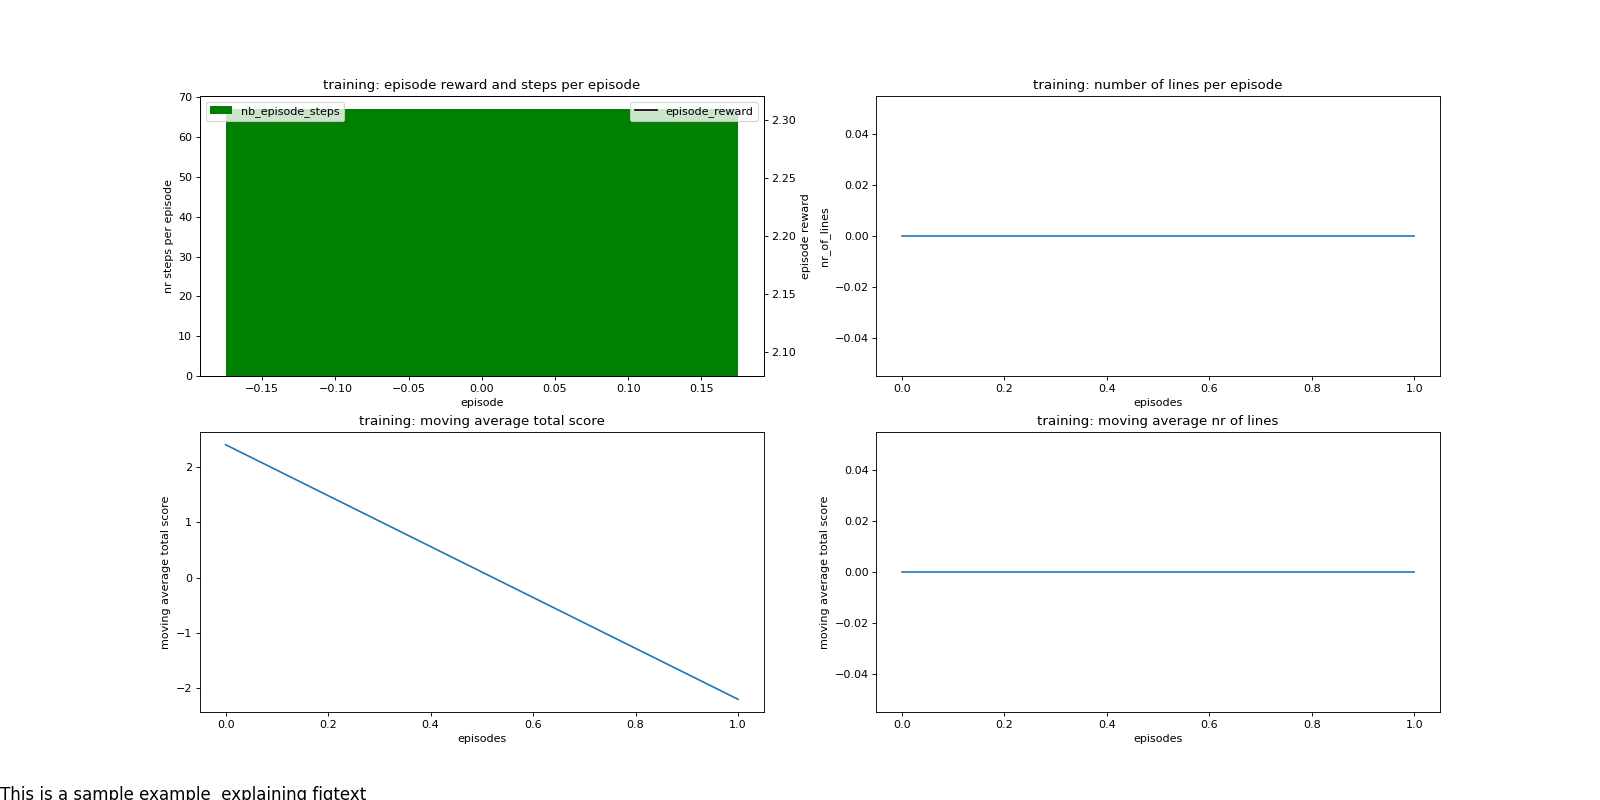 training: episode reward and steps per episode
70
60
50
40
30
20
10
0
nr steps per episode
nb_episode_steps
episode_reward
2.30
2.25
2.20
2.15
2.10
episode reward
−0.15 −0.10 −0.05 0.00 0.05 0.10 0.15
episode
training: number of lines per episode
0.04
0.02
0.00
−0.02
−0.04
nr_of_lines
0.0 0.2 0.4 0.6 0.8 1.0
episodes
training: moving average total score
2
1
0
−1
−2
moving average total score
0.0 0.2 0.4 0.6 0.8 1.0
episodes
training: moving average nr of lines
0.04
0.02
0.00
−0.02
−0.04
moving average total score
0.0 0.2 0.4 0.6 0.8 1.0
episodes
This is a sample example  explaining figtext